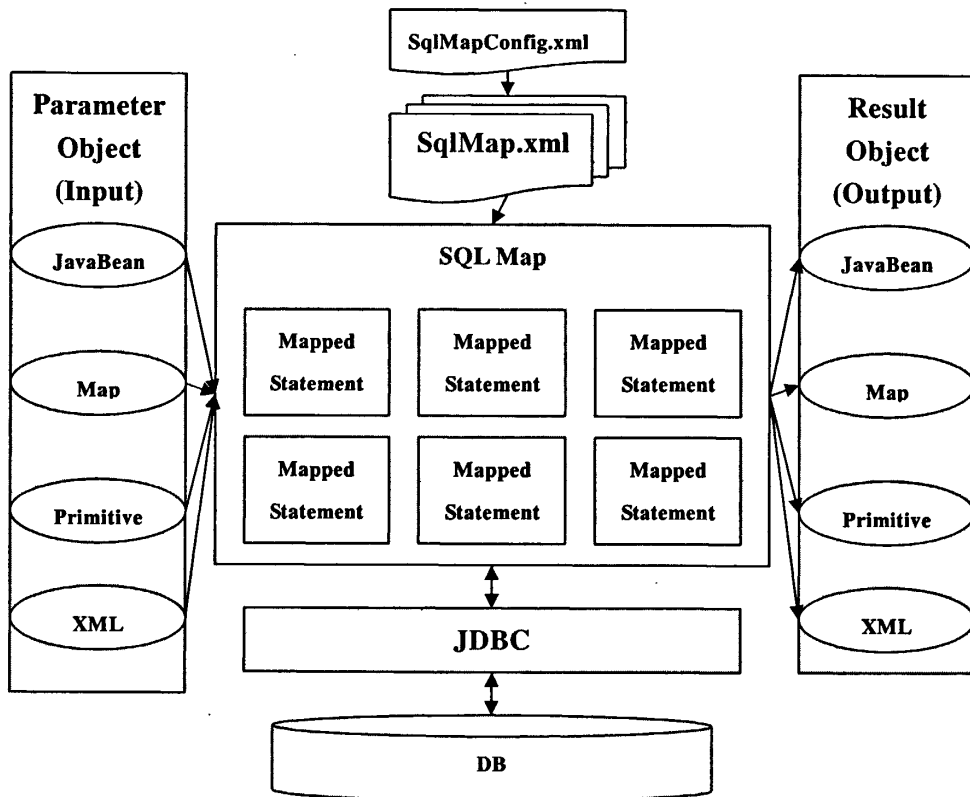 SqlMapConfig.xml
SqlMap.xml
Parameter
Object
(Input)
JavaBean
Map
Primitive
XML
SQL Map
Mapped
Statement
Mapped
Statement
Mapped
Statement
Mapped
Statement
Mapped
Statement
Mapped
Statement
JDBC
DB
Result
Object
(Output)
JavaBean
Map
Primitive
XML